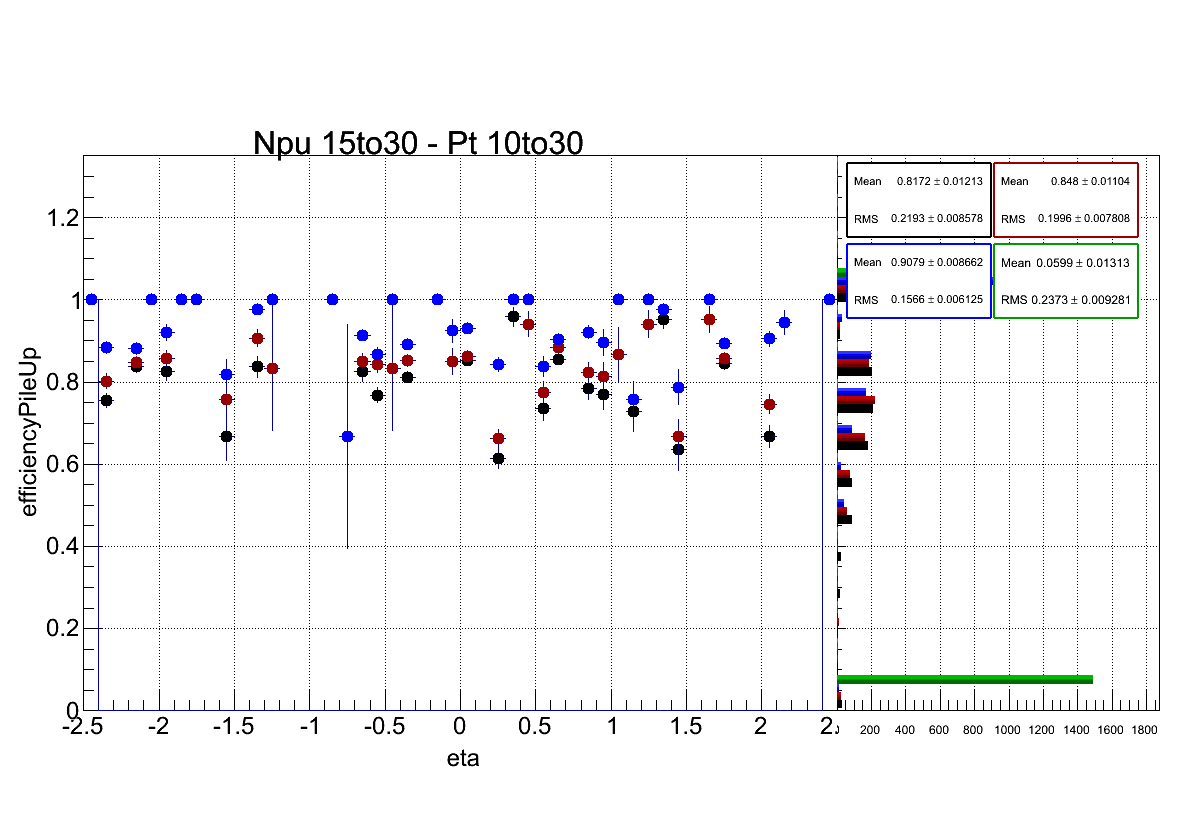 Npu 15to30 - Pt 10to30
Mean 0.8172 ± 0.01213
RMS 0.2193 ± 0.008578
Mean 0.848 ± 0.01104
RMS 0.1996 ± 0.007808
Mean 0.9079 ± 0.008662
RMS 0.1566 ± 0.006125
Mean 0.0599 ± 0.01313
RMS 0.2373 ± 0.009281
efficiencyPileUp
1.2
1
0.8
0.6
0.4
0.2
0
-2.5 -2 -1.5 -1 -0.5 0 0.5 1 1.5 2 2.
200 400 600 800 1000 1200 1400 1600 1800
eta